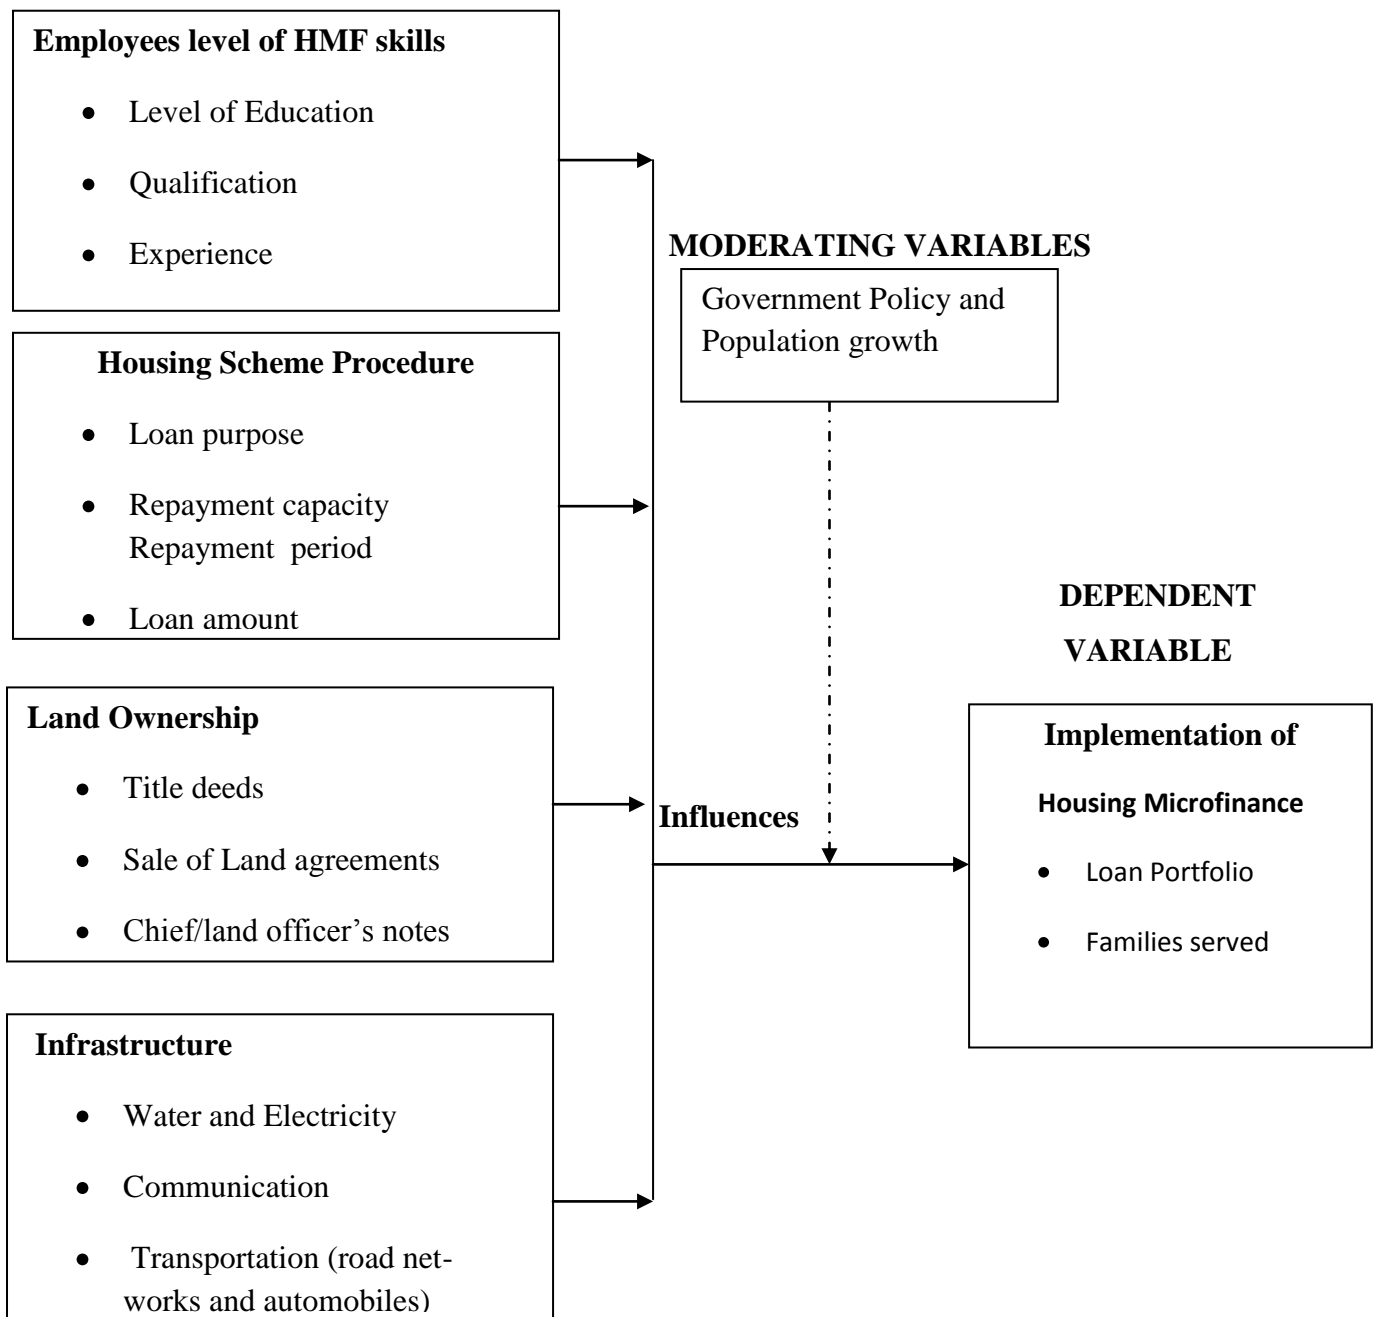 Employees level of HMF skills
• Level of Education
• Qualification
• Experience
Housing Scheme Procedure
• Loan purpose
• Repayment capacity
Repayment period
• Loan amount
Land Ownership
• Title deeds
• Sale of Land agreements
• Chief/land officer’s notes
Infrastructure
• Water and Electricity
• Communication
• Transportation (road net-
works and automobiles)
MODERATING VARIABLES
Government Policy and
Population growth
Influences
DEPENDENT
VARIABLE
Implementation of
Housing Microfinance
• Loan Portfolio
• Families served